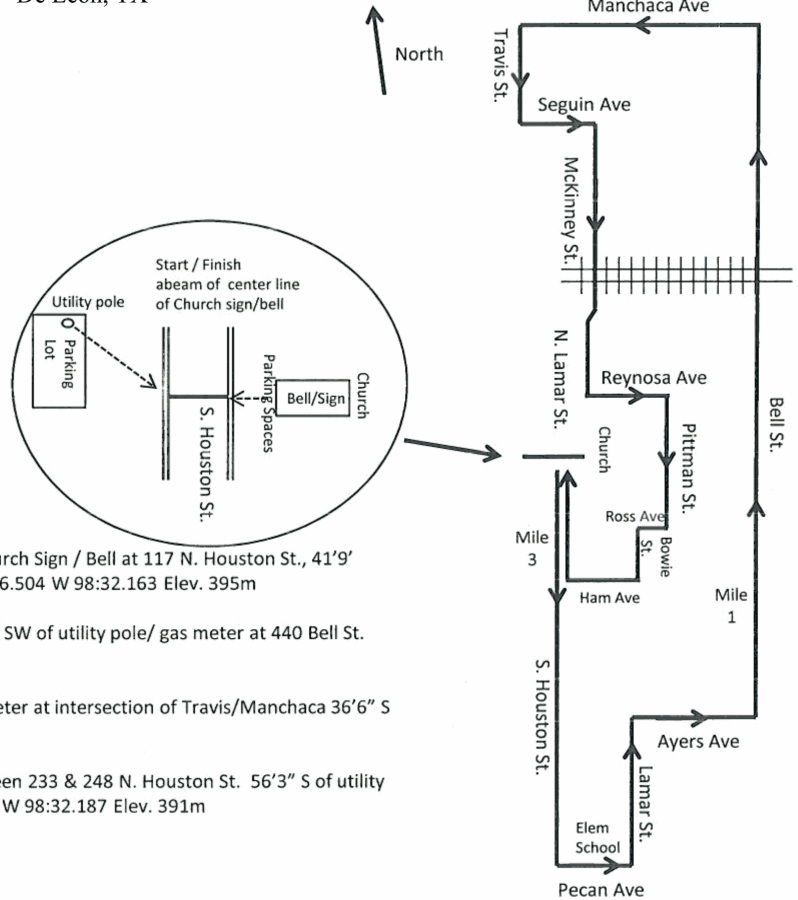 De Leon, TX
North
Manchaca Ave
Travis St.
Seguin Ave
McKinney St.
N. Lamar St.
Reynosa Ave
Pittman St.
Church
Ross Ave
Bowie St.
Ham Ave
Mile
3
Mile
1
Bell St.
S. Houston St.
Ayers Ave
Lamar St.
Elem
School
Pecan Ave
Start / Finish
abeam of center line
of Church sign/bell
Utility pole
Parking
Lot
S. Houston St.
Parking Spaces
Bell/Sign
Church
urch Sign / Bell at 117 N. Houston St., 41'9'
6.504 W 98:32.163 Elev. 395m
SW of utility pole/ gas meter at 440 Bell St.
eter at intersection of Travis/Manchaca 36'6" S
een 233 & 248 N. Houston St. 56'3" S of utility
W 98:32.187 Elev. 391m